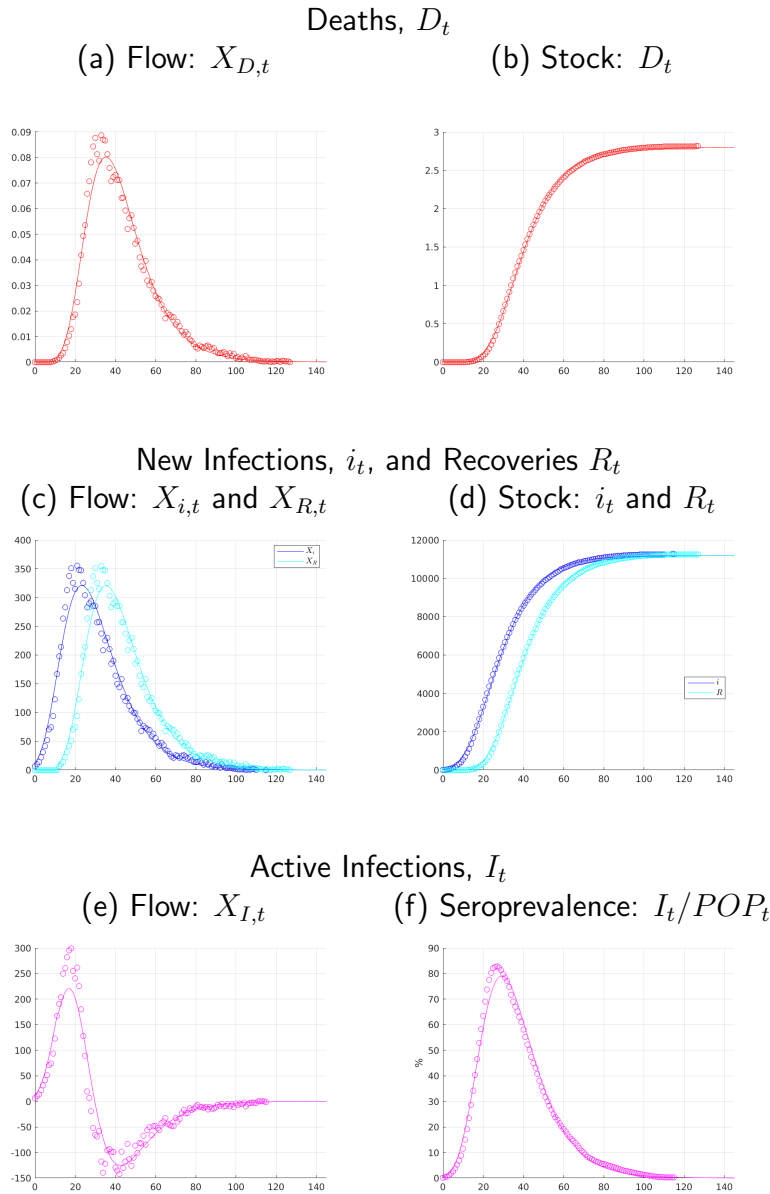 Deaths, D_t
(a) Flow: X_{D,t}
(b) Stock: D_t
0.09
0.08
0.07
0.06
0.05
0.04
0.03
0.02
0.01
0
0 20 40 60 80 100 120 140
3
2.5
2
1.5
1
0.5
0
0 20 40 60 80 100 120 140
New Infections, i_t, and Recoveries R_t
(c) Flow: X_{i,t} and X_{R,t}
(d) Stock: i_t and R_t
400
350
300
250
200
150
100
50
0
0 20 40 60 80 100 120 140
X_i
X_R
12000
10000
8000
6000
4000
2000
0
0 20 40 60 80 100 120 140
i
R
Active Infections, I_t
(e) Flow: X_{I,t}
(f) Seroprevalence: I_t/POP_t
300
250
200
150
100
50
0
-50
-100
-150
0 20 40 60 80 100 120 140
%
90
80
70
60
50
40
30
20
10
0
0 20 40 60 80 100 120 140